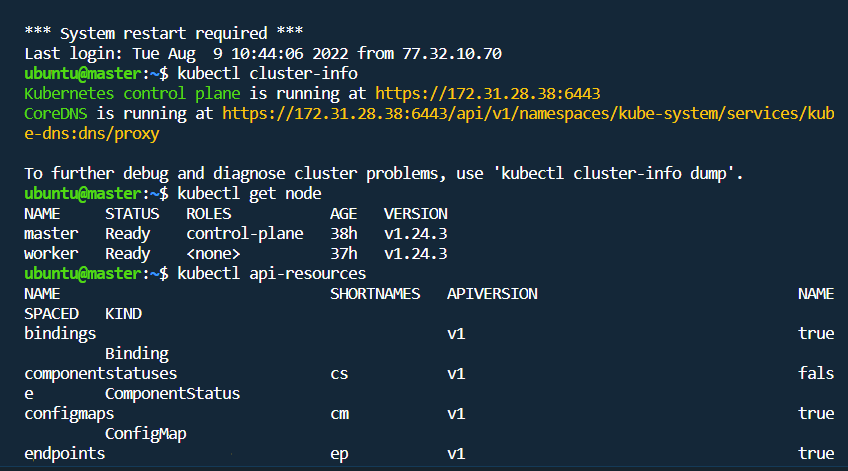 *** System restart required ***
Last login: Tue Aug  9 10:44:06 2022 from 77.32.10.70
ubuntu@master:~$ kubectl cluster-info
Kubernetes control plane is running at https://172.31.28.38:6443
CoreDNS is running at https://172.31.28.38:6443/api/v1/namespaces/kube-system/services/kub
e-dns:dns/proxy

To further debug and diagnose cluster problems, use 'kubectl cluster-info dump'.
ubuntu@master:~$ kubectl get node
NAME     STATUS   ROLES           AGE   VERSION
master   Ready    control-plane   38h   v1.24.3
worker   Ready    <none>          37h   v1.24.3
ubuntu@master:~$ kubectl api-resources
NAME                              SHORTNAMES   APIVERSION                             NAME
SPACED   KIND
bindings                                       v1                                     true
         Binding
componentstatuses                 cs           v1                                     fals
e        ComponentStatus
configmaps                        cm           v1                                     true
         ConfigMap
endpoints                         ep           v1                                     true